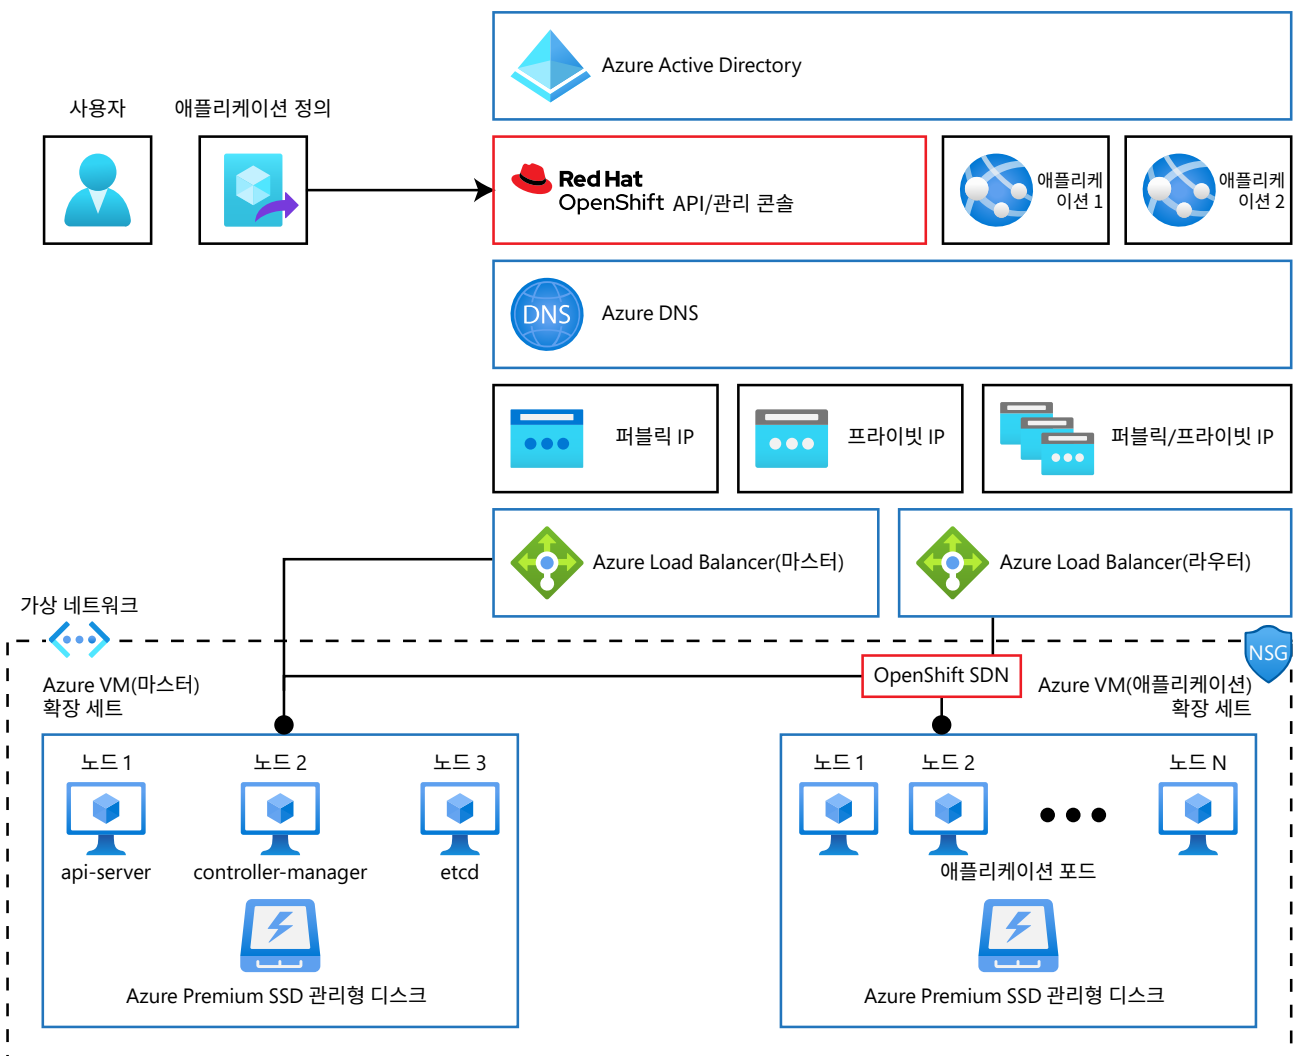 Azure Active Directory
사용자
애플리케이션 정의
Red Hat
OpenShift API/관리 콘솔
애플리케
이션 1
애플리케
이션 2
DNS
Azure DNS
퍼블릭 IP
프라이빗 IP
퍼블릭/프라이빗 IP
Azure Load Balancer(마스터)
Azure Load Balancer(라우터)
가상 네트워크
NSG
OpenShift SDN
Azure VM(마스터)
확장 세트
Azure VM(애플리케이션)
확장 세트
노드 1
노드 2
노드 3
api-server
controller-manager
etcd
Azure Premium SSD 관리형 디스크
노드 1
노드 2
노드 N
애플리케이션 포드
Azure Premium SSD 관리형 디스크